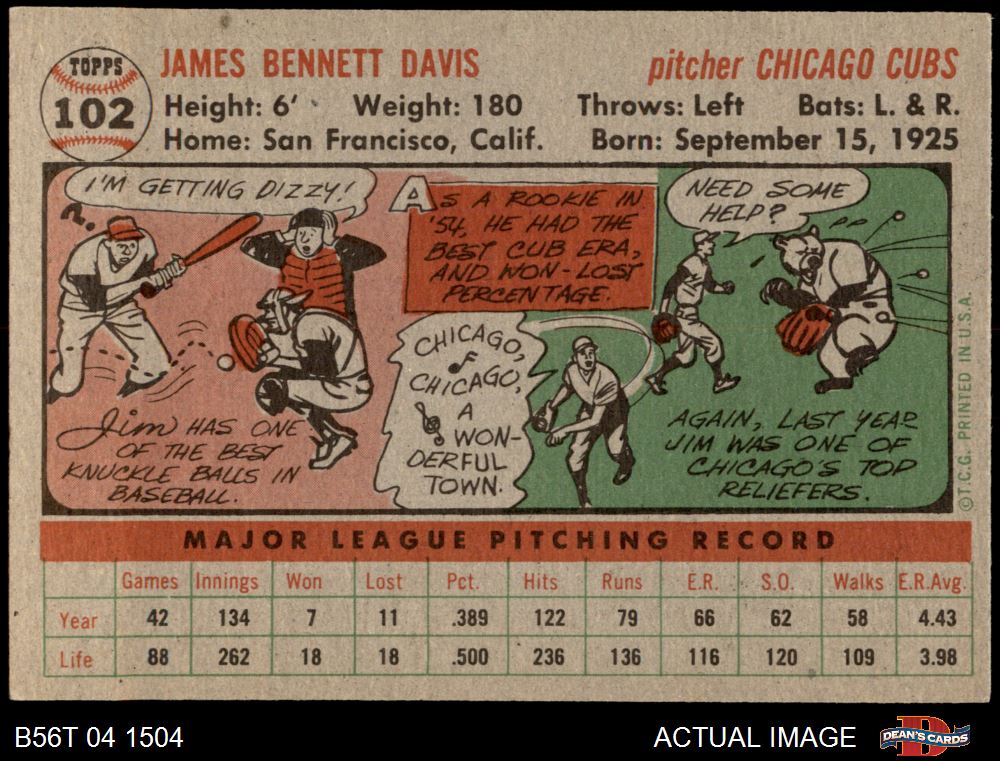 TOPPS
102
JAMES BENNETT DAVIS
pitcher CHICAGO CUBS
Height: 6' Weight: 180 Throws: Left Bats: L. & R.
Home: San Francisco, Calif. Born: September 15, 1925
I'M GETTING DIZZY!
?..
JIM HAS ONE
OF THE BEST
KNUCKLE BALLS IN
BASEBALL.
AS A ROOKIE IN
'54, HE HAD THE
BEST CUB ERA,
AND WON-LOST
PERCENTAGE.
CHICAGO,
CHICAGO,
A
WON-
DERFUL
TOWN.
NEED SOME
HELP?
AGAIN, LAST YEAR
JIM WAS ONE OF
CHICAGO'S TOP
RELIEFERS.
©T.C.G. PRINTED IN U.S.A.
MAJOR LEAGUE PITCHING RECORD
Games Innings Won Lost Pct. Hits Runs E.R. S.O. Walks E.R.Avg.
Year 42 134 7 11 .389 122 79 66 62 58 4.43
Life 88 262 18 18 .500 236 136 116 120 109 3.98
B56T 04 1504
ACTUAL IMAGE
D
DEAN'S CARDS